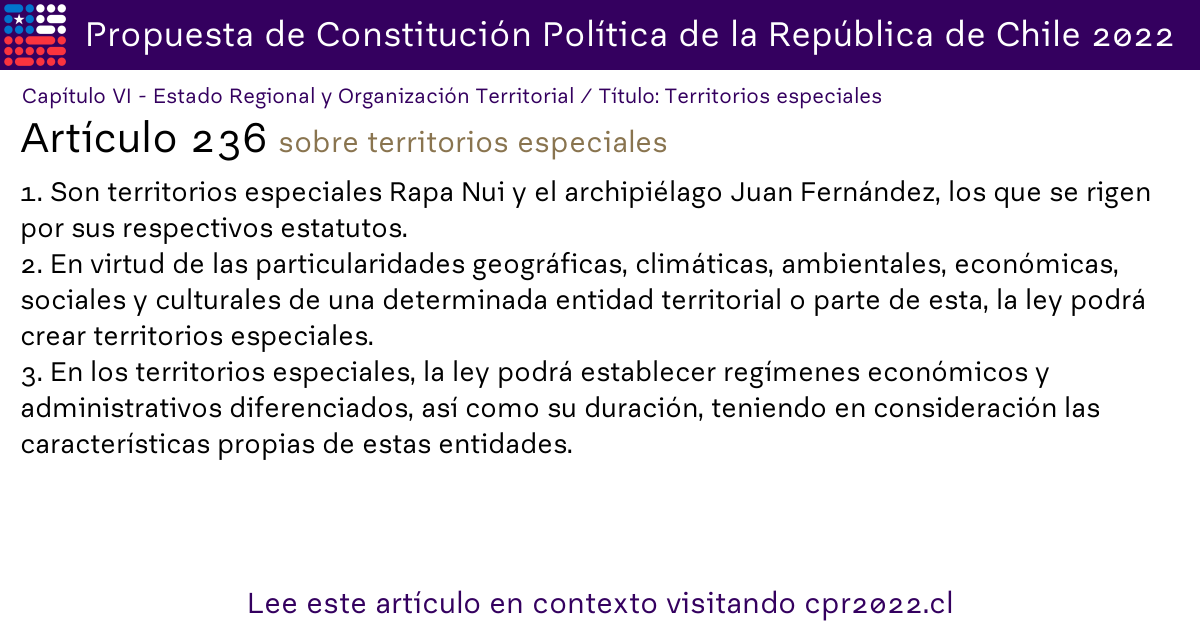 Propuesta de Constitución Política de la República de Chile 2022
Capítulo VI - Estado Regional y Organización Territorial / Título: Territorios especiales
Artículo 236 sobre territorios especiales
1. Son territorios especiales Rapa Nui y el archipiélago Juan Fernández, los que se rigen
por sus respectivos estatutos.
2. En virtud de las particularidades geográficas, climáticas, ambientales, económicas,
sociales y culturales de una determinada entidad territorial o parte de esta, la ley podrá
crear territorios especiales.
3. En los territorios especiales, la ley podrá establecer regímenes económicos y
administrativos diferenciados, así como su duración, teniendo en consideración las
características propias de estas entidades.
Lee este artículo en contexto visitando cpr2022.cl